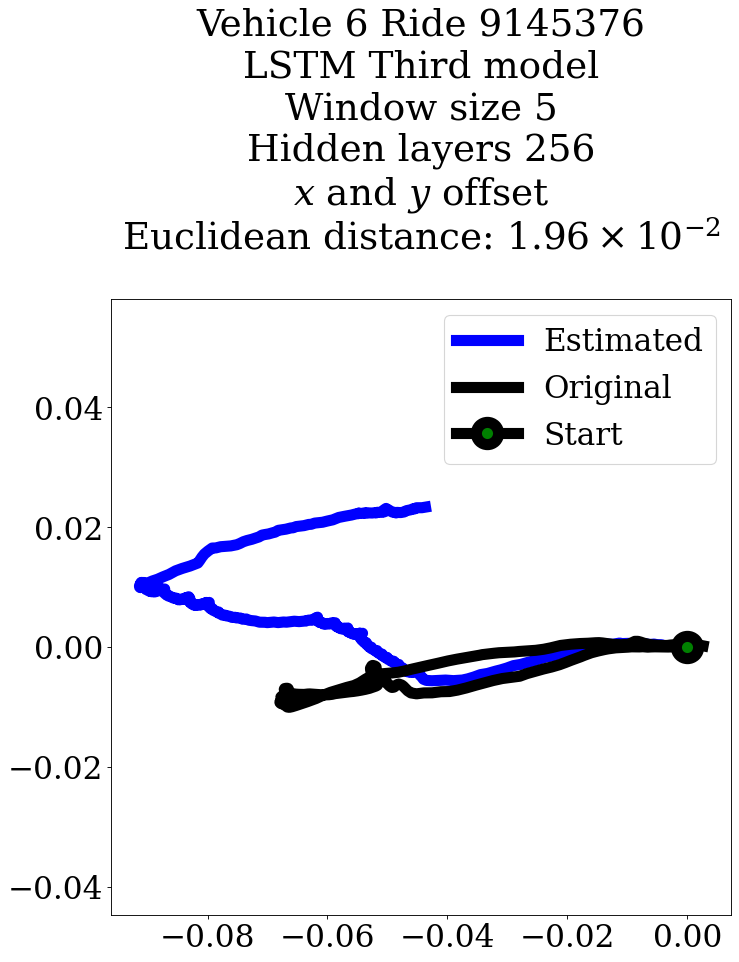 Vehicle 6 Ride 9145376
LSTM Third model
Window size 5
Hidden layers 256
x and y offset
Euclidean distance: 1.96 × 10⁻²
Estimated
Original
Start
0.04
0.02
0.00
−0.02
−0.04
−0.08 −0.06 −0.04 −0.02 0.00